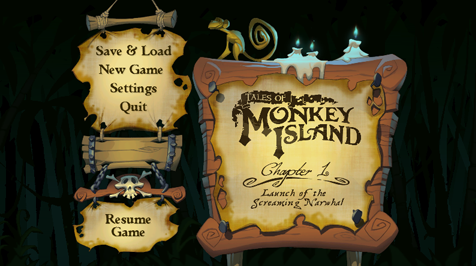 Save & Load
New Game
Settings
Quit
Resume
Game
TALES OF
MONKEY
ISLAND
Chapter 1
Launch of the
Screaming Narwhal